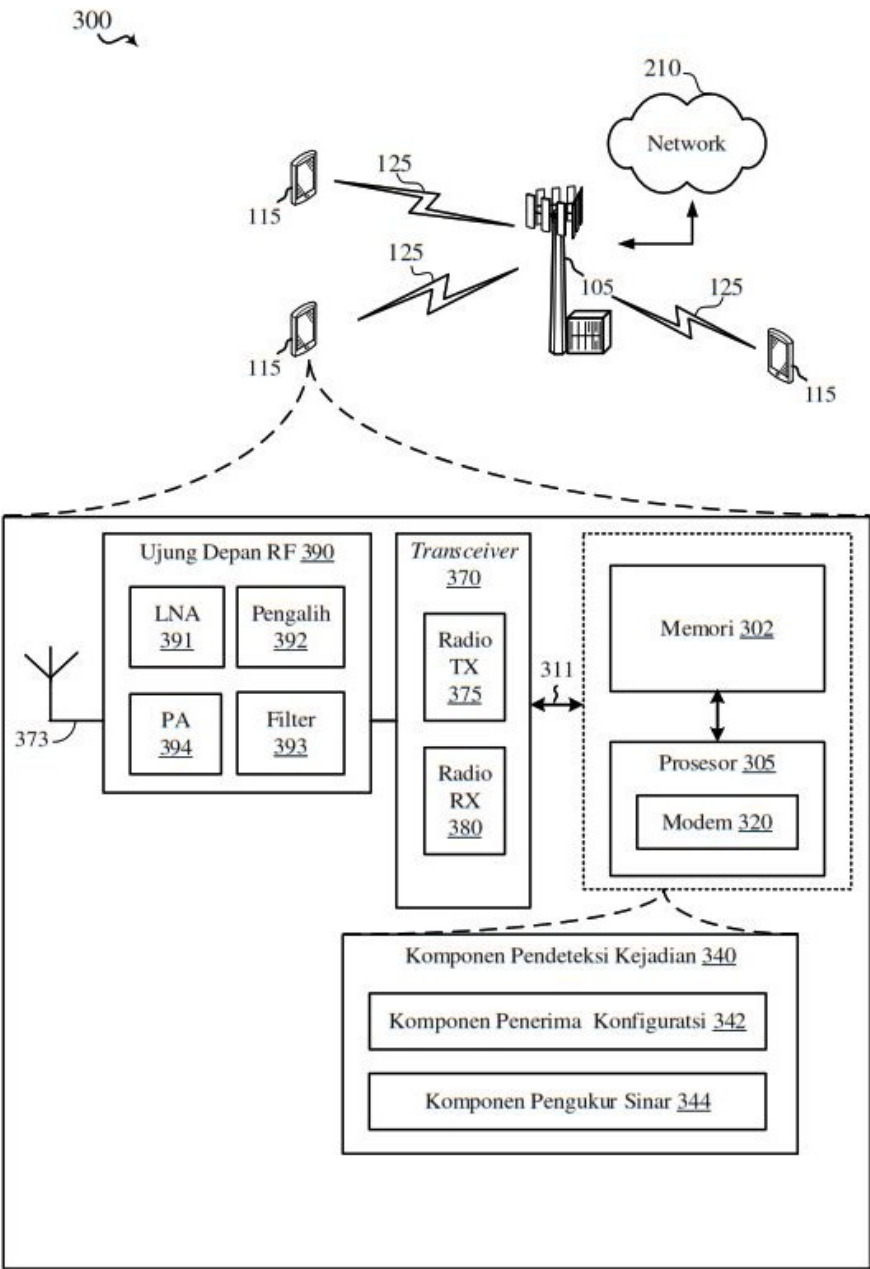 300
210
Network
125
115
125
105
125
115
115
Ujung Depan RF 390
Transceiver
370
LNA
391
Pengalih
392
Memori 302
Radio
TX
375
311
PA
394
Filter
393
373
Radio
RX
380
Prosesor 305
Modem 320
Komponen Pendeteksi Kejadian 340
Komponen Penerima Konfiguratsi 342
Komponen Pengukur Sinar 344